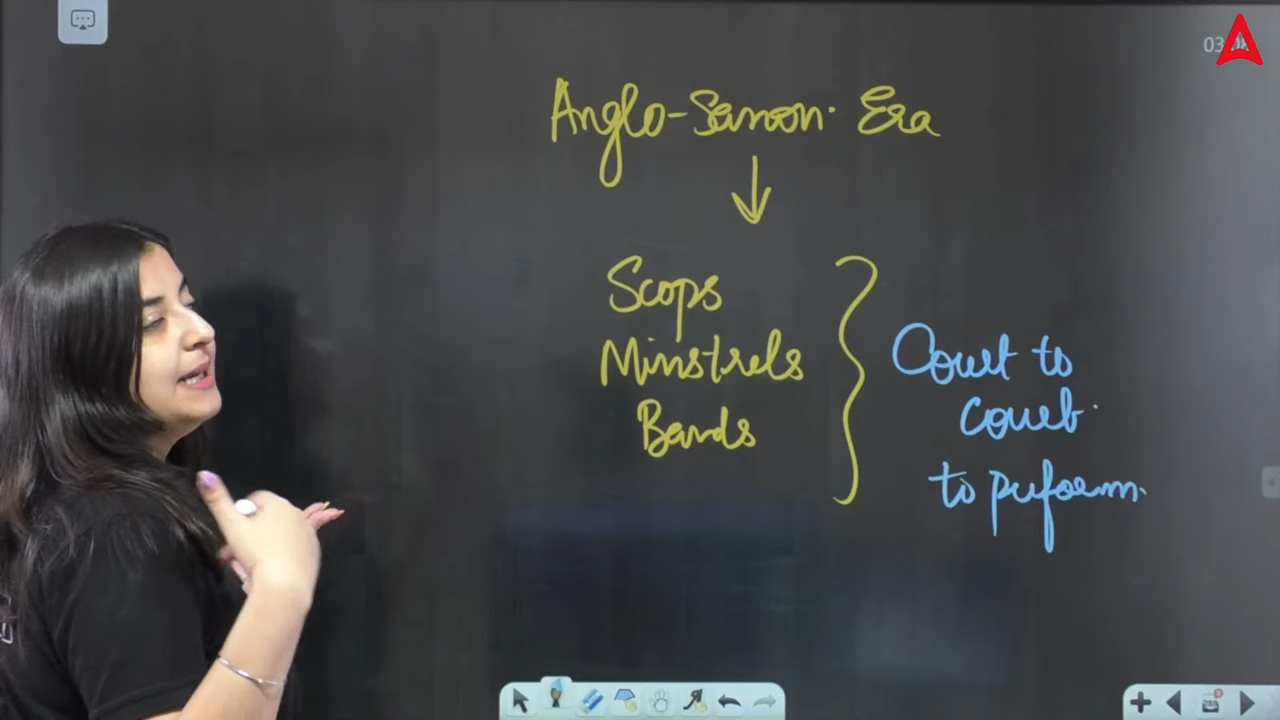 Anglo-Saxon Era
Scops
Minstrels
Bards
Court to
court
to perform.